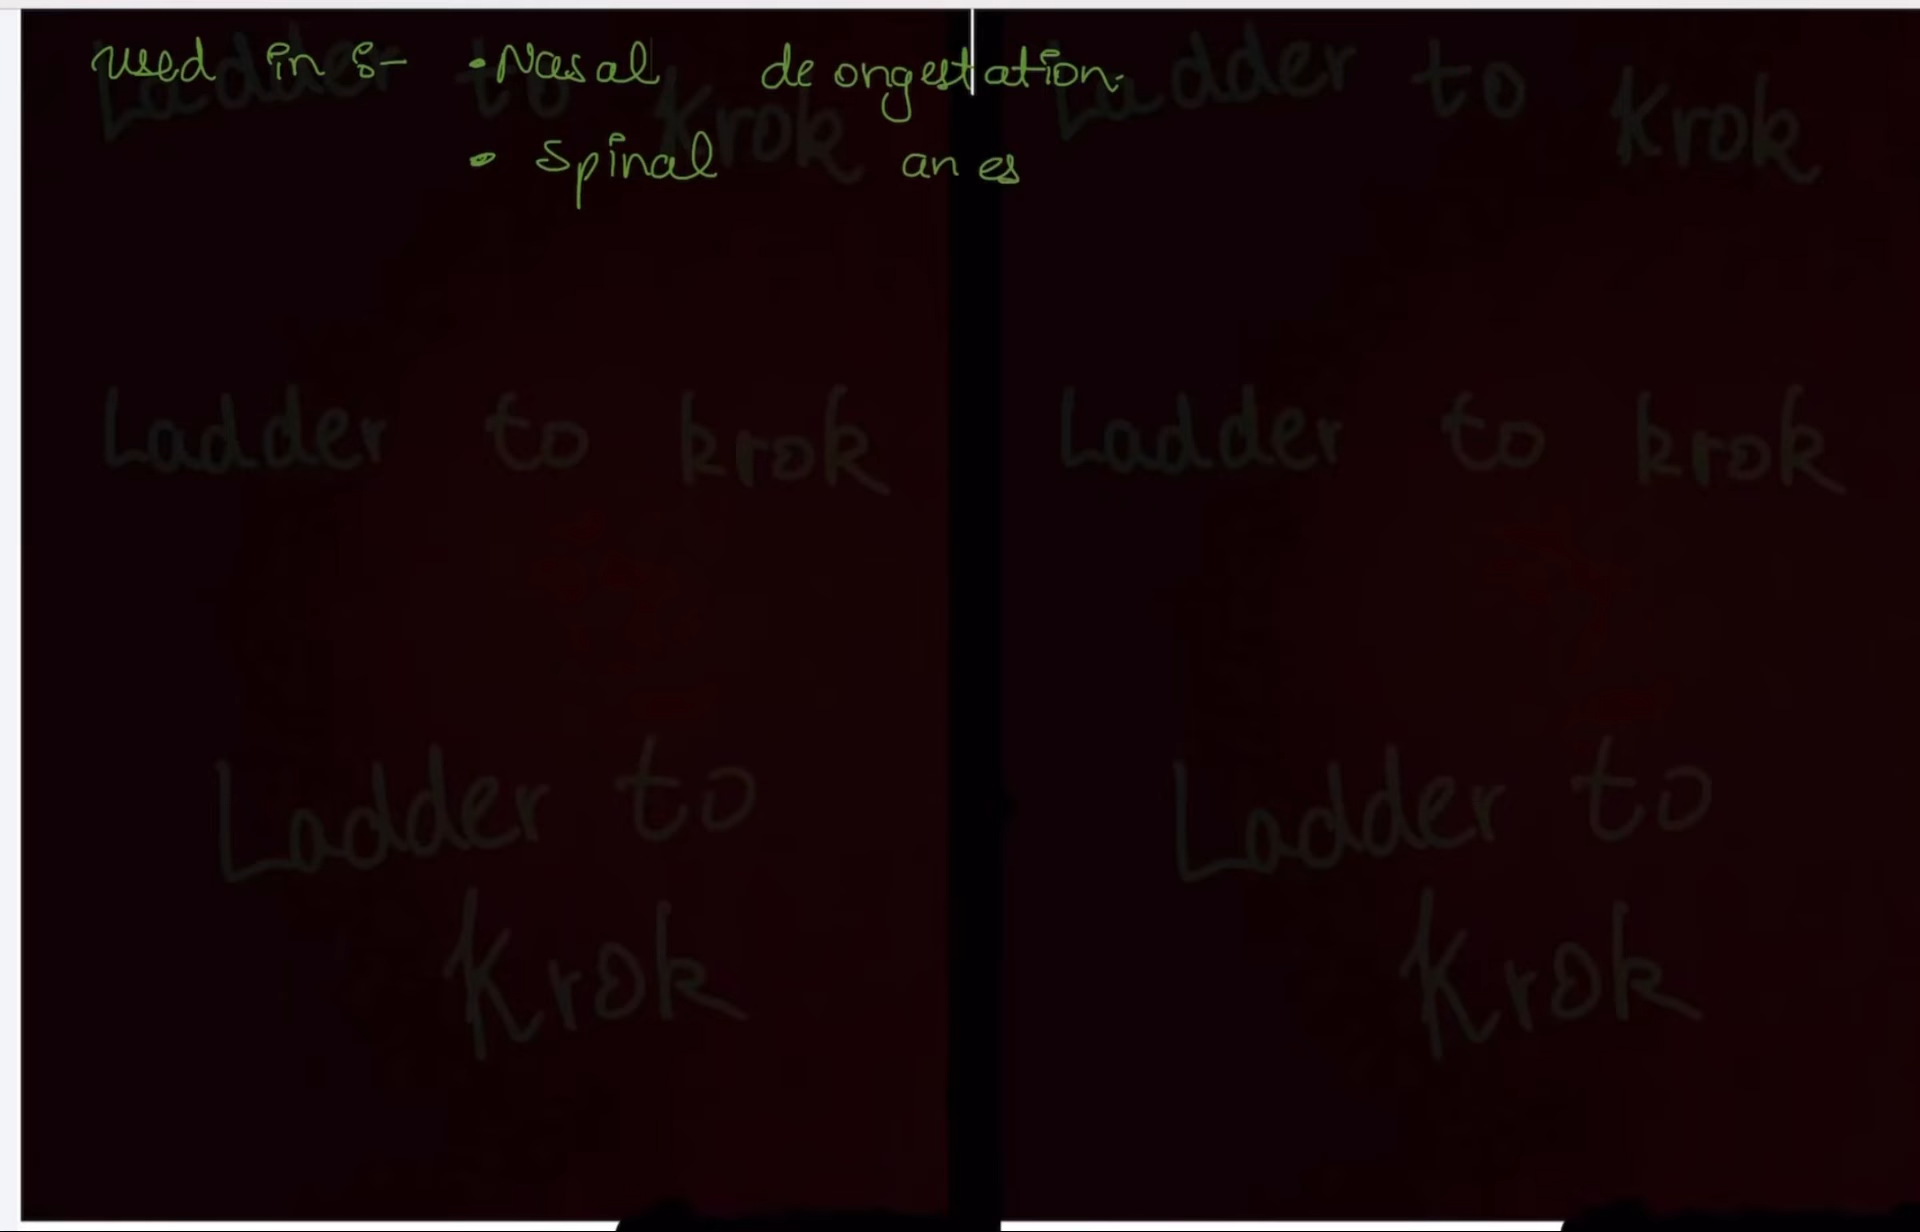 used in :- • Nasal de ongestation.
• Spinal an es
Ladder to Krok Ladder to Krok
Ladder to krok Ladder to krok
Ladder to Ladder to
Krok Krok